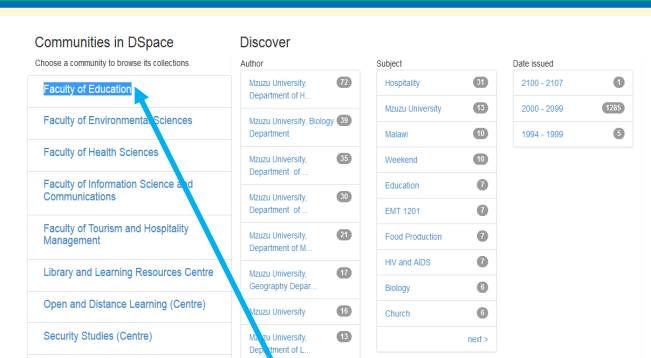 Communities in DSpace
Choose a community to browse its collections.
Faculty of Education
Faculty of Environmental Sciences
Faculty of Health Sciences
Faculty of Information Science and
Communications
Faculty of Tourism and Hospitality
Management
Library and Learning Resources Centre
Open and Distance Learning (Centre)
Security Studies (Centre)
Discover
Author
Mzuzu University, 72
Department of H...
Mzuzu University, Biology 39
Department
Mzuzu University, 35
Department of ...
Mzuzu University, 30
Department of ...
Mzuzu University, 21
Department of M...
Mzuzu University, 17
Geography Depar...
Mzuzu University 16
Mzuzu University, 13
Department of L...
Subject
Hospitality 31
Mzuzu University 13
Malawi 10
Weekend 10
Education 7
EMT 1201 7
Food Production 7
HIV and AIDS 7
Biology 6
Church 6
next >
Date issued
2100 - 2107 1
2000 - 2099 1285
1994 - 1999 5